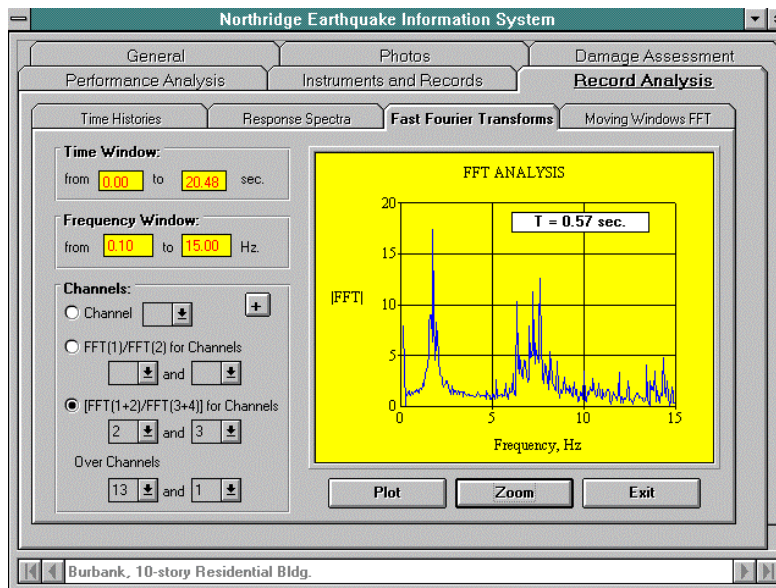 Northridge Earthquake Information System
General Photos Damage Assessment
Performance Analysis Instruments and Records Record Analysis
Time Histories Response Spectra Fast Fourier Transforms Moving Windows FFT
Time Window:
from 0.00 to 20.48 sec.
Frequency Window:
from 0.10 to 15.00 Hz.
Channels:
Channel +
FFT(1)/FFT(2) for Channels
and
[FFT(1+2)/FFT(3+4)] for Channels
2 and 3
Over Channels
13 and 1
FFT ANALYSIS
T = 0.57 sec.
|FFT|
20
15
10
5
0
0 5 10 15
Frequency, Hz
Plot Zoom Exit
Burbank, 10-story Residential Bldg.